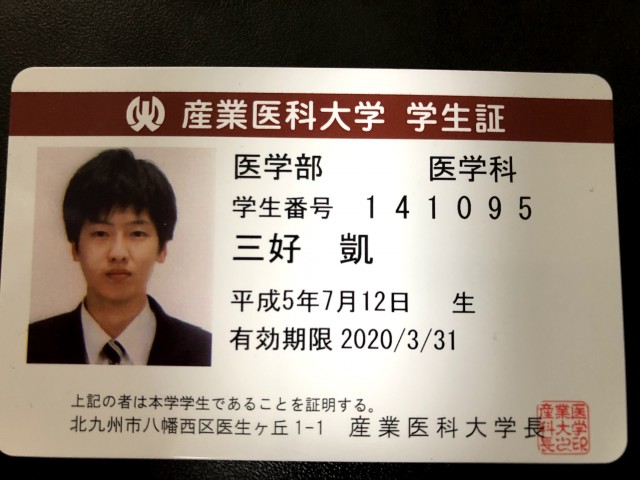 産業医科大学 学生証
医学部 医学科
学生番号 141095
三好 凱
平成5年7月12日 生
有効期限 2020/3/31
上記の者は本学学生であることを証明する。
北九州市八幡西区医生ヶ丘1-1 産業医科大学長
産業医科大学長之印